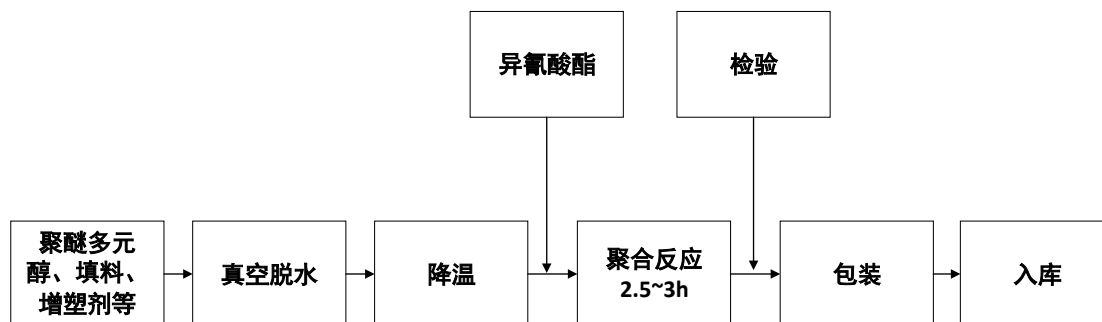 异氰酸酯
检验
聚醚多元
醇、填料、
增塑剂等
真空脱水
降温
聚合反应
2.5~3h
包装
入库